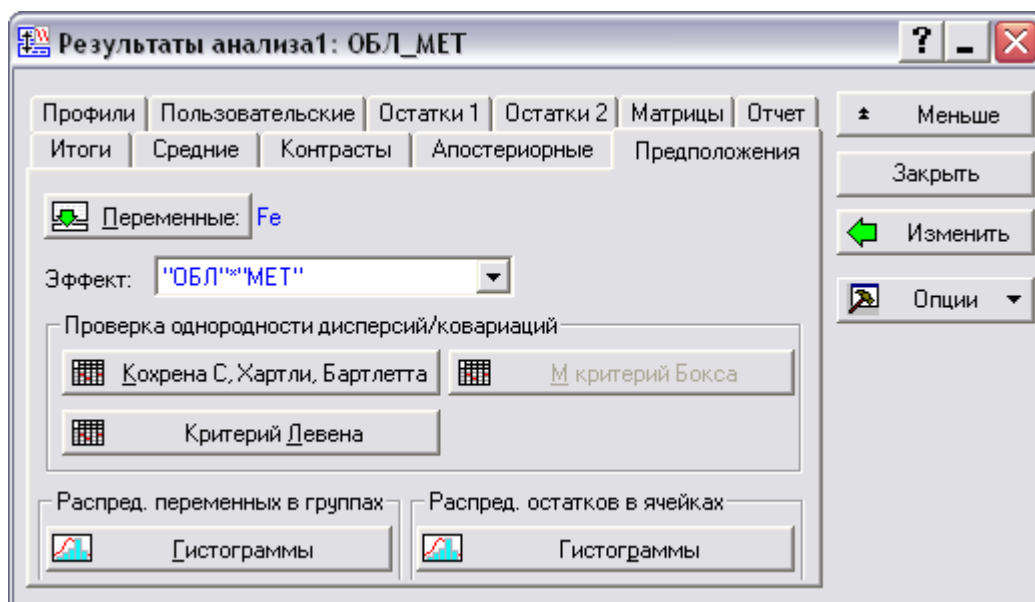 Результаты анализа1: ОБЛ_МЕТ
?
Профили Пользовательские Остатки 1 Остатки 2 Матрицы Отчет
Итоги Средние Контрасты Апостериорные Предположения
Меньше
Закрыть
Изменить
Опции
Переменные: Fe
Эффект: "ОБЛ"*"МЕТ"
Проверка однородности дисперсий/ковариаций
Кохрена C, Хартли, Бартлетта М критерий Бокса
Критерий Левена
Распред. переменных в группах Распред. остатков в ячейках
Гистограммы Гистограммы